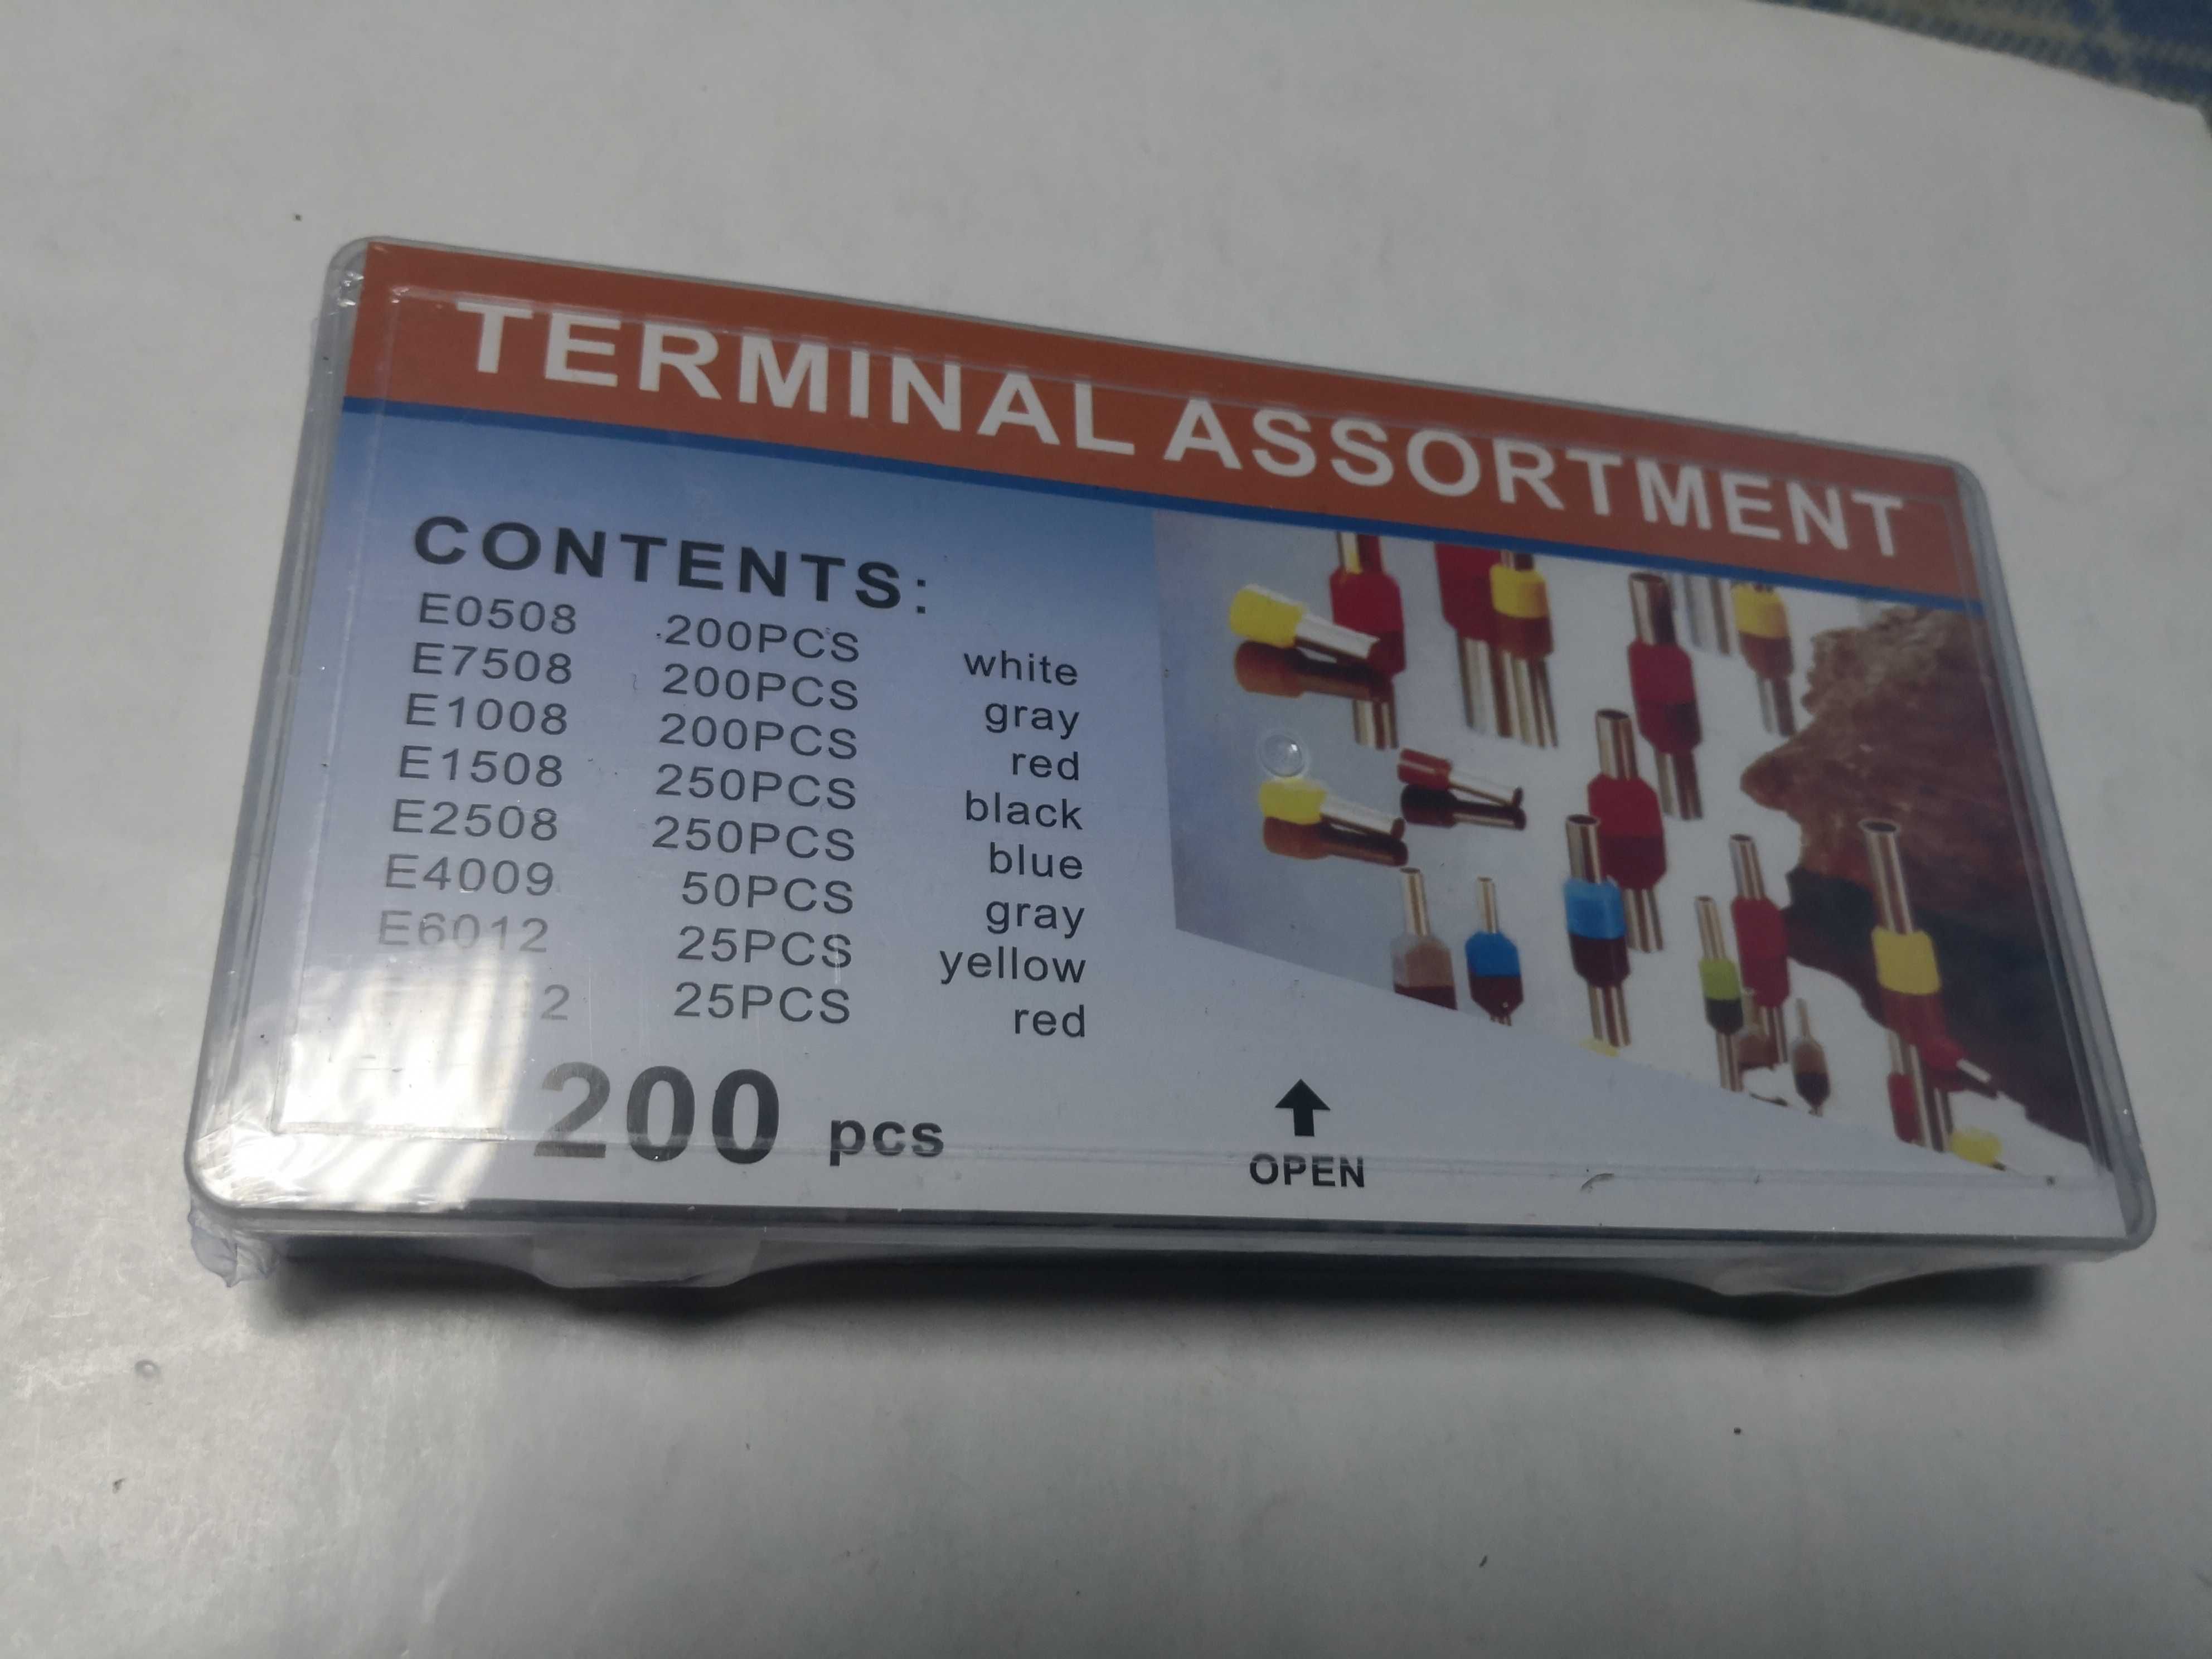 TERMINAL ASSORTMENT
CONTENTS:
E0508 200PCS white
E7508 200PCS gray
E1008 200PCS red
E1508 250PCS black
E2508 250PCS blue
E4009 50PCS gray
E6012 25PCS yellow
25PCS red
200 pcs
OPEN